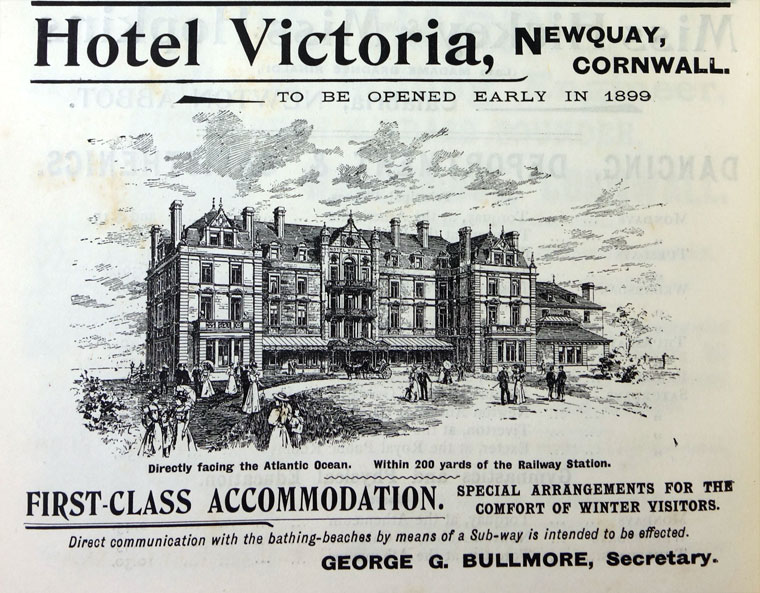 Hotel Victoria, NEWQUAY,
CORNWALL.
TO BE OPENED EARLY IN 1899
Directly facing the Atlantic Ocean. Within 200 yards of the Railway Station.
FIRST-CLASS ACCOMMODATION. SPECIAL ARRANGEMENTS FOR THE
COMFORT OF WINTER VISITORS.
Direct communication with the bathing-beaches by means of a Sub-way is intended to be effected.
GEORGE G. BULLMORE, Secretary.